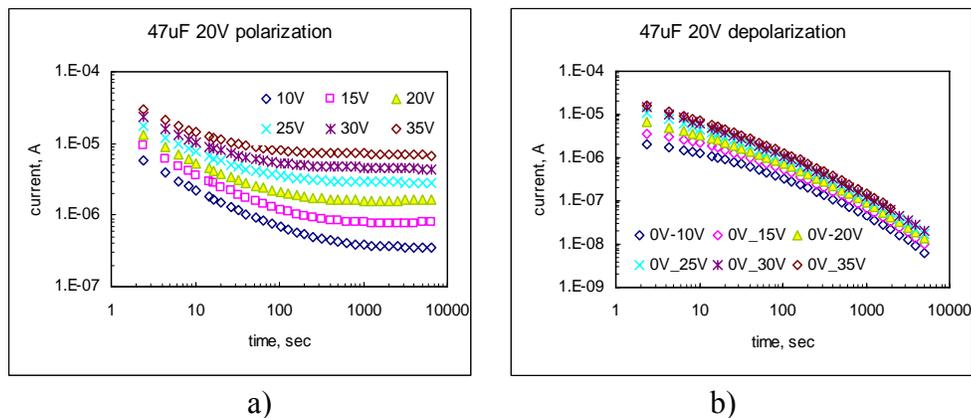 47uF 20V polarization
1.E-04
1.E-05
1.E-06
1.E-07
current, A
10V 15V 20V
25V 30V 35V
1 10 100 1000 10000
time, sec
a)
47uF 20V depolarization
1.E-04
1.E-05
1.E-06
1.E-07
1.E-08
1.E-09
current, A
0V-10V 0V_15V 0V-20V
0V_25V 0V_30V 0V_35V
1 10 100 1000 10000
time, sec
b)